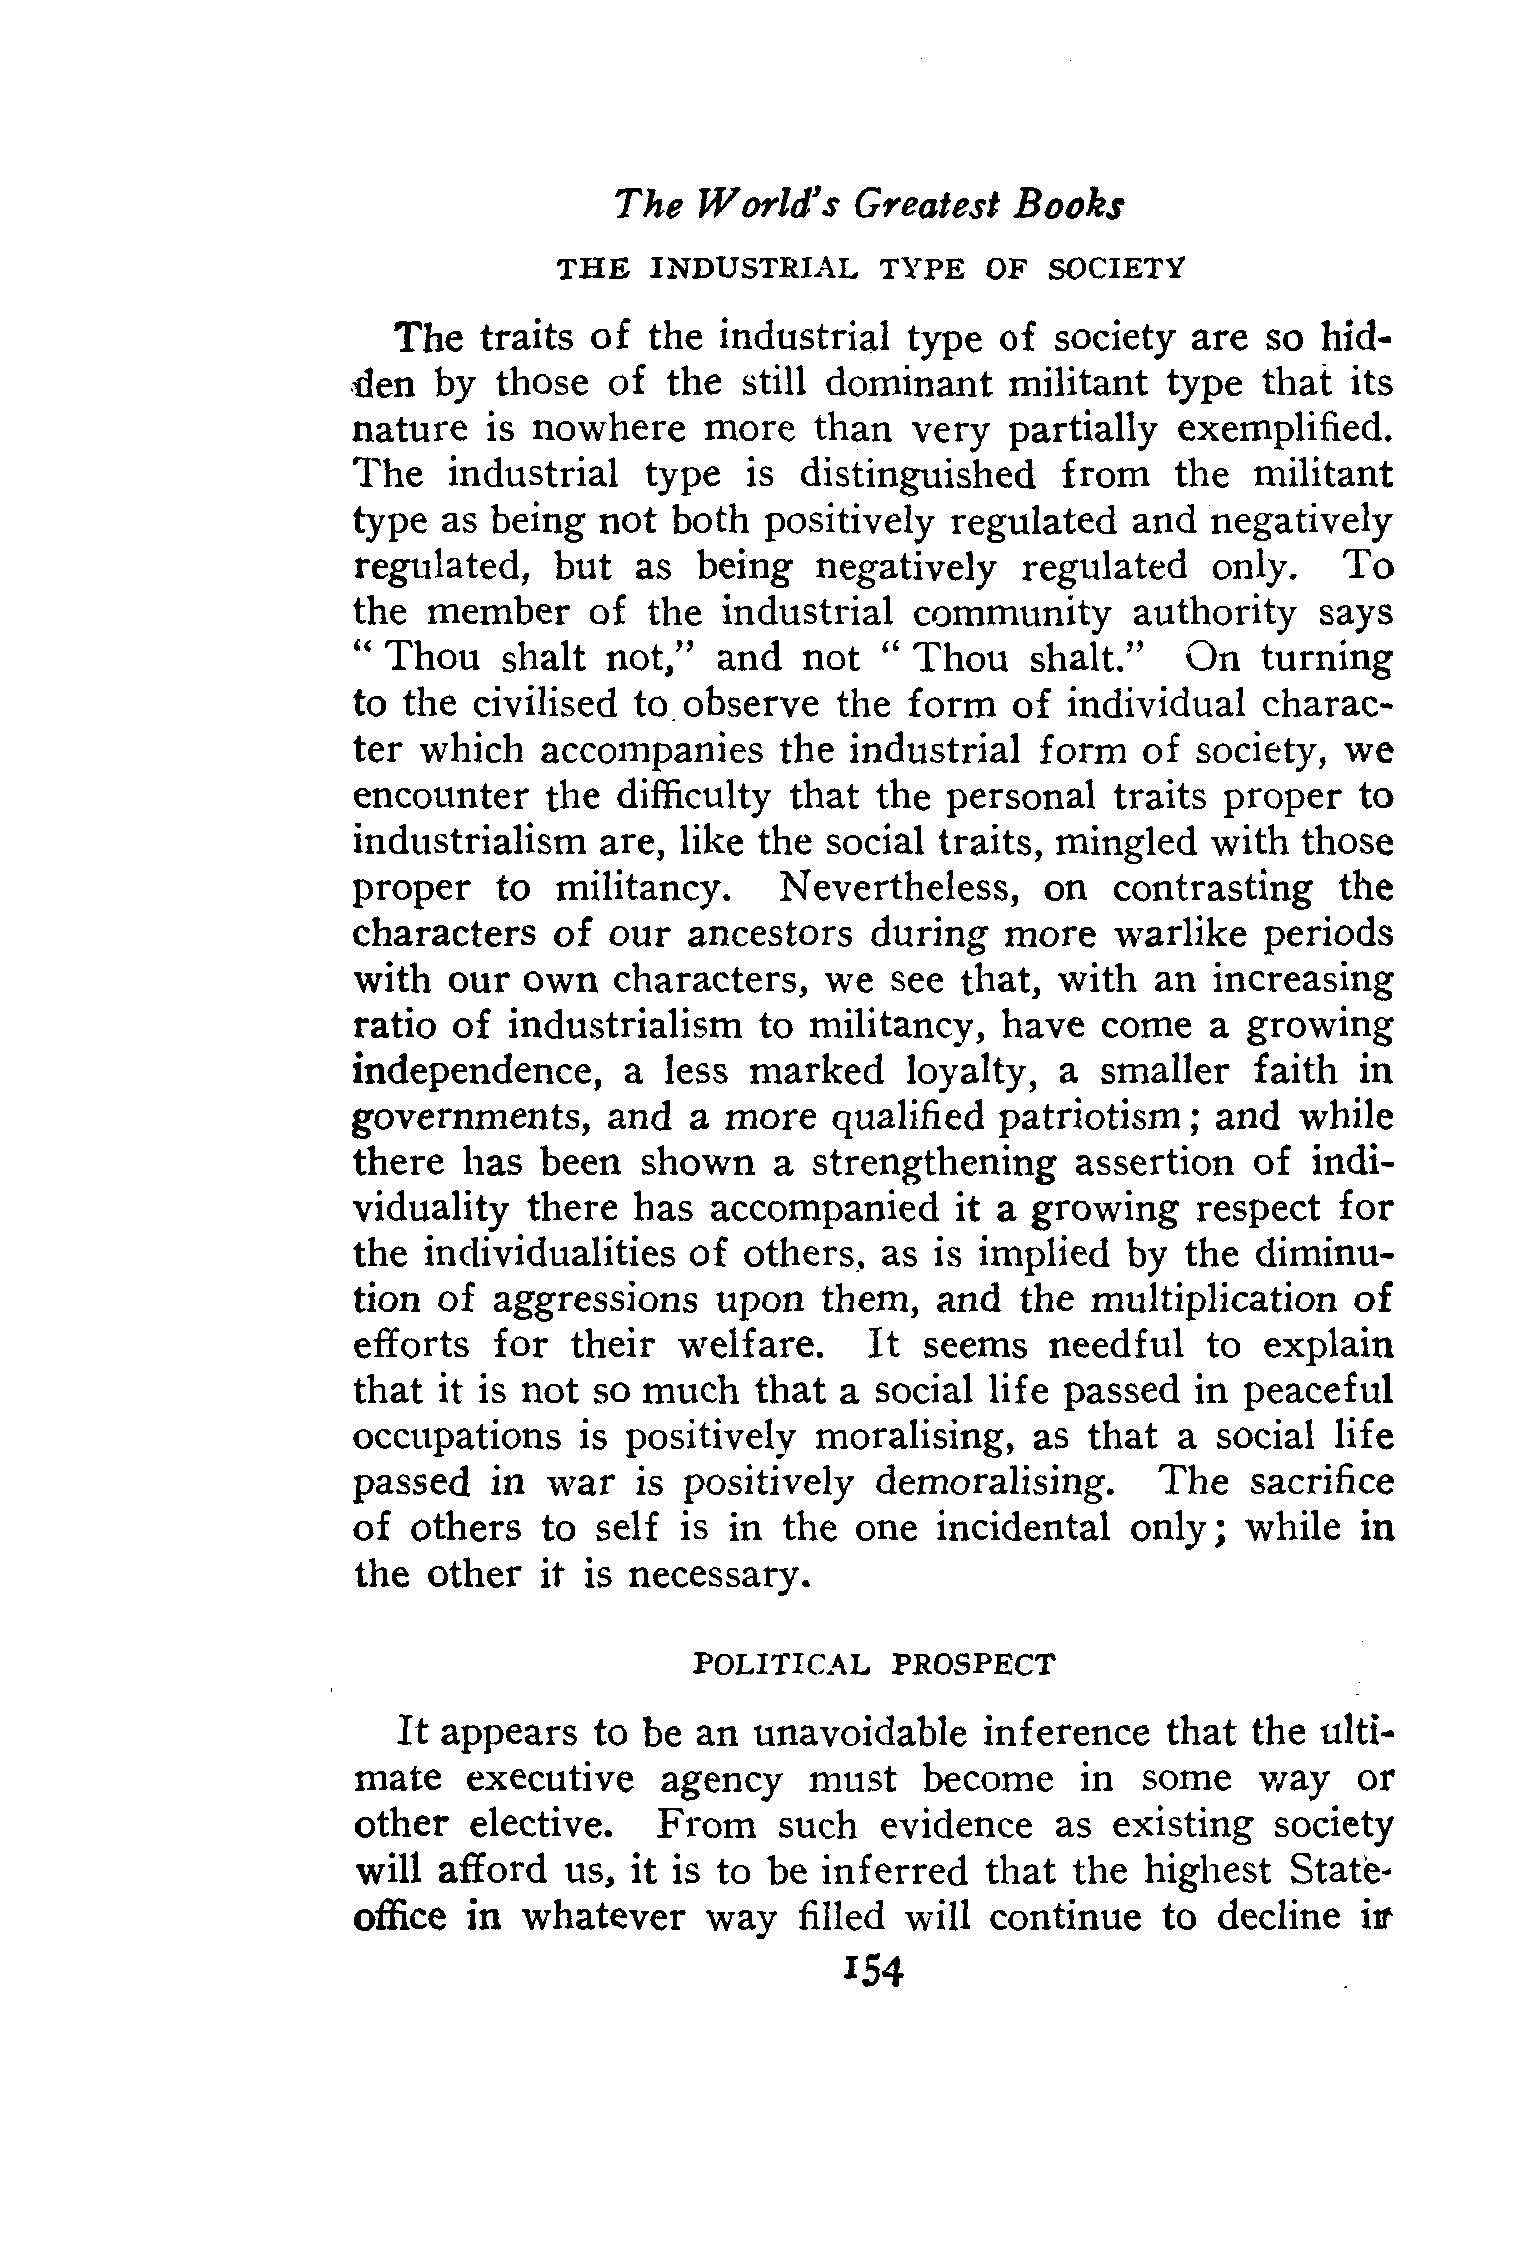 The World's Greatest Books
THE INDUSTRIAL TYPE OF SOCIETY
The traits of the industrial type of society are so hid-
den by those of the still dominant militant type that its
nature is nowhere more than very partially exemplified.
The industrial type is distinguished from the militant
type as being not both positively regulated and negatively
regulated, but as being negatively regulated only. To
the member of the industrial community authority says
“ Thou shalt not,” and not “ Thou shalt.” On turning
to the civilised to observe the form of individual charac-
ter which accompanies the industrial form of society, we
encounter the difficulty that the personal traits proper to
industrialism are, like the social traits, mingled with those
proper to militancy. Nevertheless, on contrasting the
characters of our ancestors during more warlike periods
with our own characters, we see that, with an increasing
ratio of industrialism to militancy, have come a growing
independence, a less marked loyalty, a smaller faith in
governments, and a more qualified patriotism; and while
there has been shown a strengthening assertion of indi-
viduality there has accompanied it a growing respect for
the individualities of others, as is implied by the diminu-
tion of aggressions upon them, and the multiplication of
efforts for their welfare. It seems needful to explain
that it is not so much that a social life passed in peaceful
occupations is positively moralising, as that a social life
passed in war is positively demoralising. The sacrifice
of others to self is in the one incidental only; while in
the other it is necessary.
POLITICAL PROSPECT
It appears to be an unavoidable inference that the ulti-
mate executive agency must become in some way or
other elective. From such evidence as existing society
will afford us, it is to be inferred that the highest State-
office in whatever way filled will continue to decline in
154